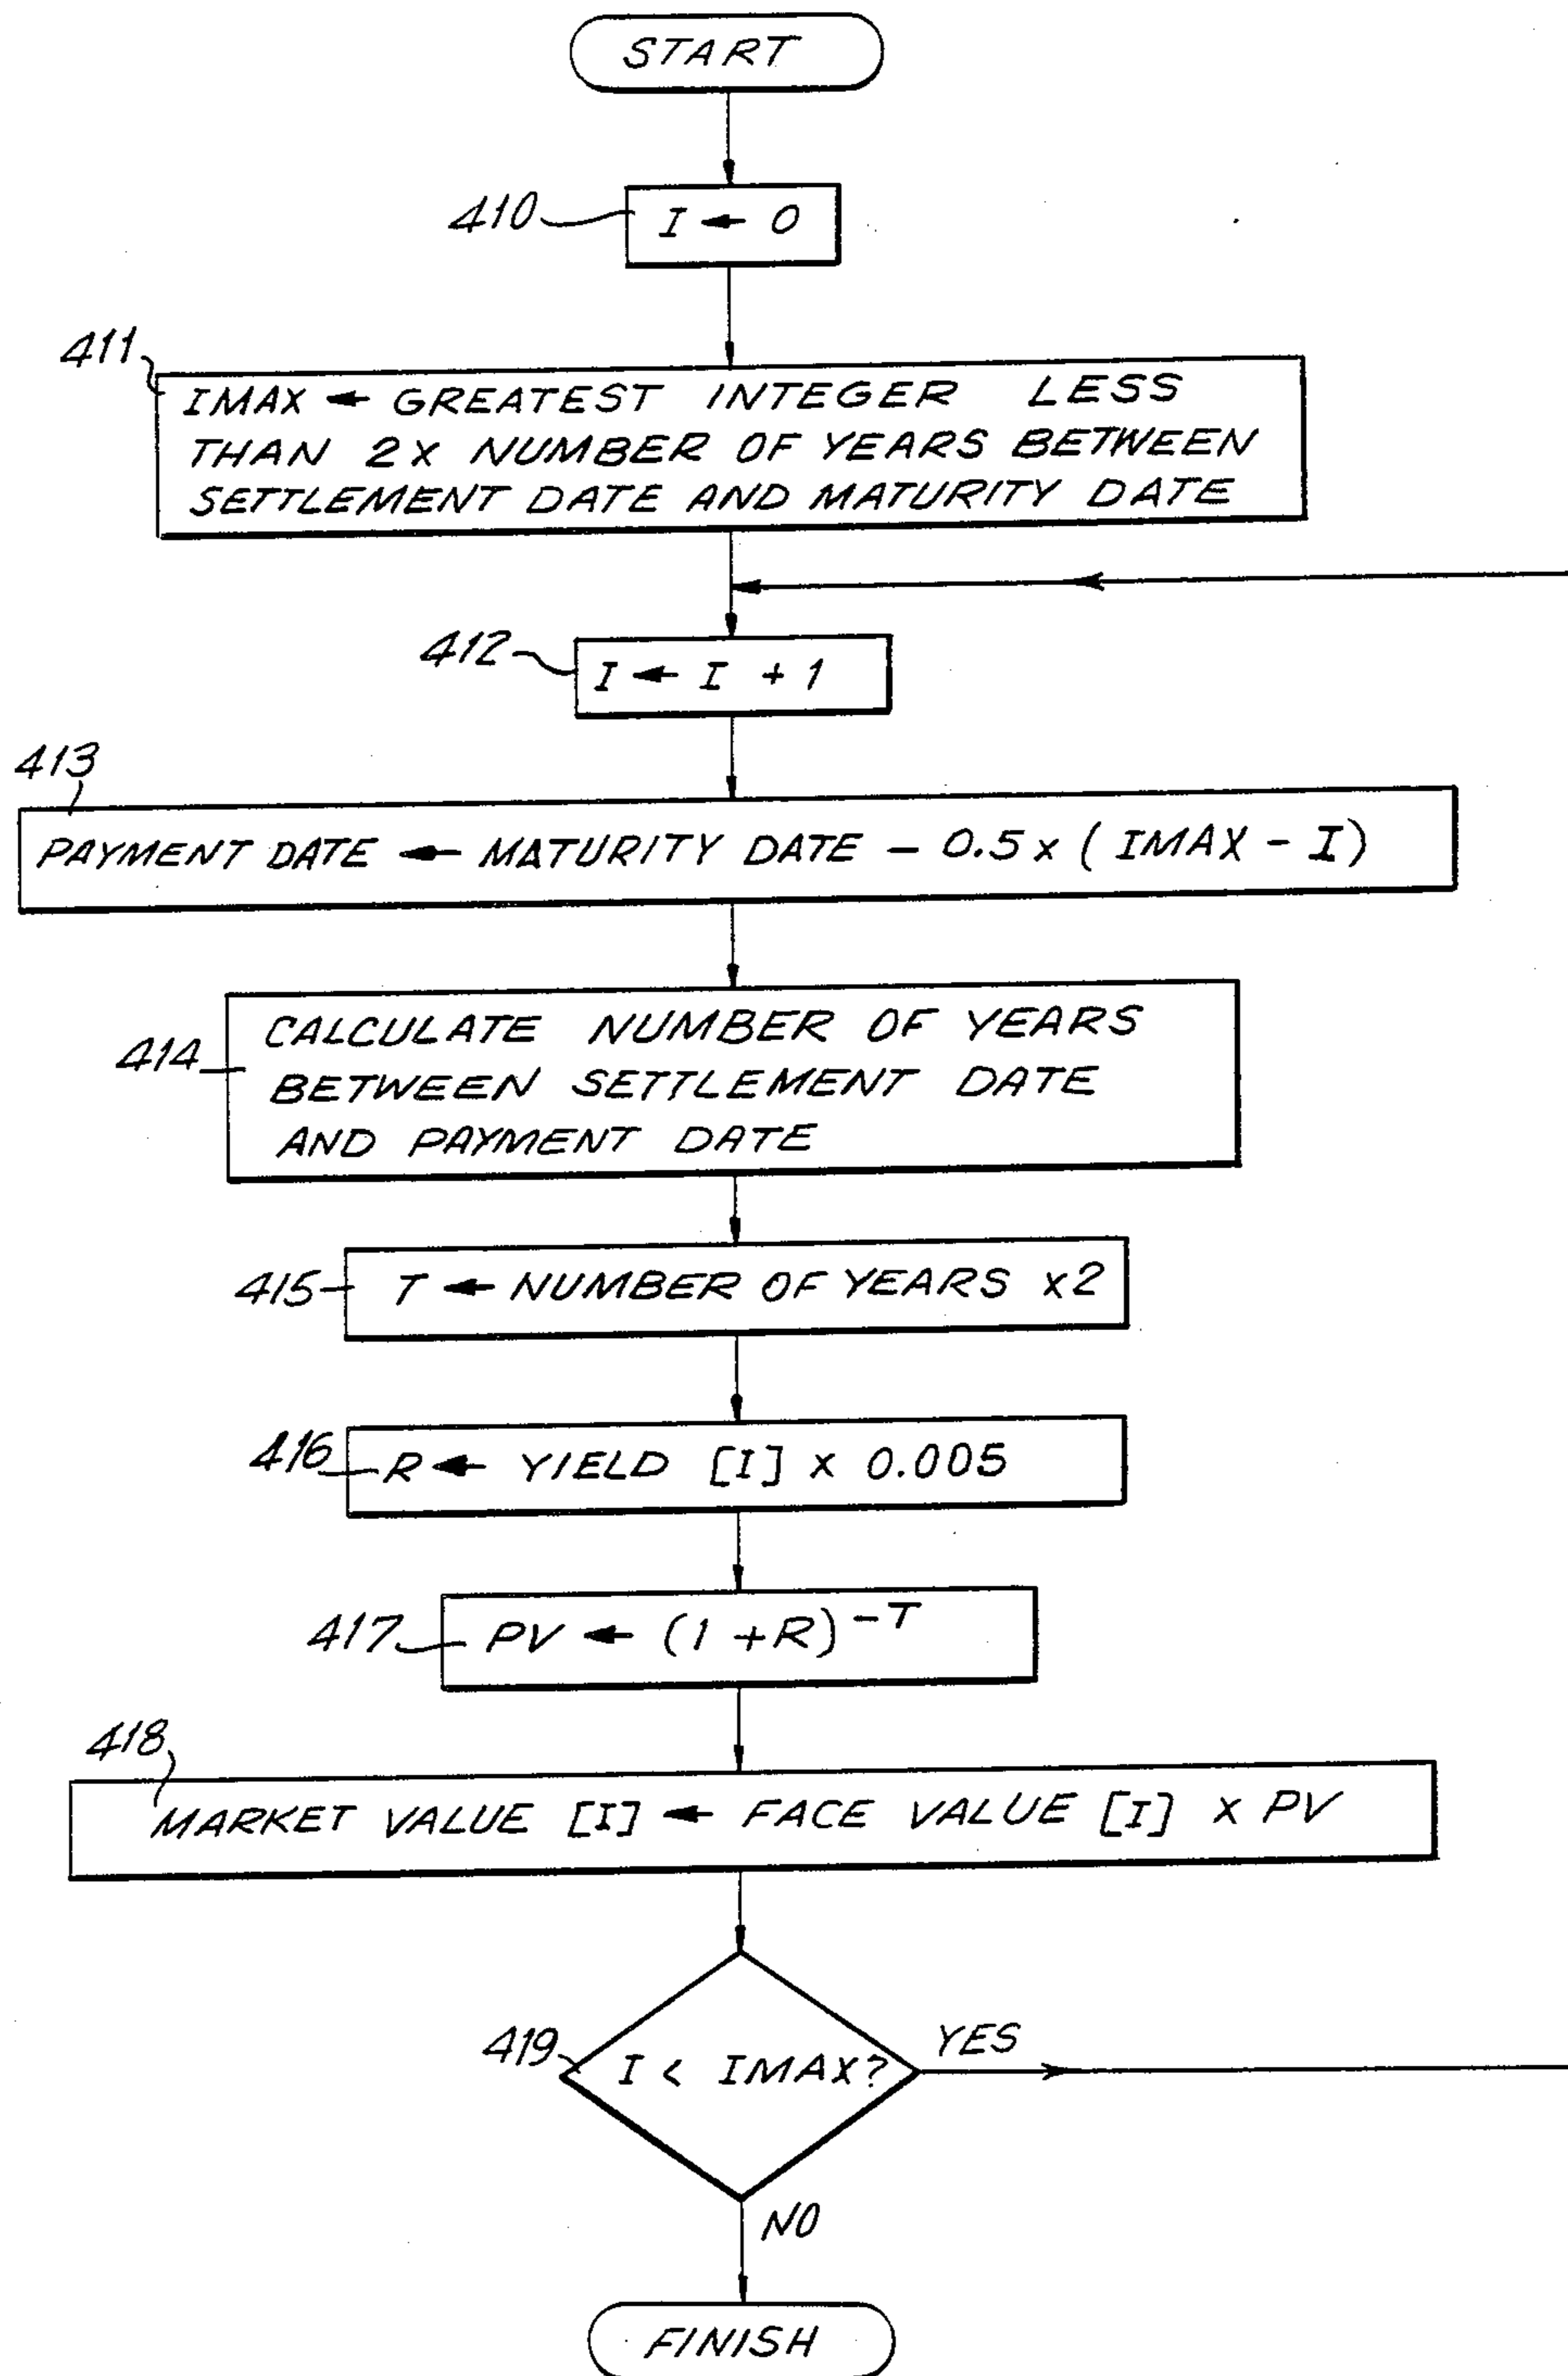 START
410
I ← 0
411
IMAX ← GREATEST INTEGER LESS
THAN 2X NUMBER OF YEARS BETWEEN
SETTLEMENT DATE AND MATURITY DATE
412
I ← I + 1
413
PAYMENT DATE ← MATURITY DATE - 0.5 x (IMAX - I)
414
CALCULATE NUMBER OF YEARS
BETWEEN SETTLEMENT DATE
AND PAYMENT DATE
415
T ← NUMBER OF YEARS x2
416
R ← YIELD [I] x 0.005
417
PV ← (1 +R)^-T
418
MARKET VALUE [I] ← FACE VALUE [I] x PV
419
I < IMAX?
YES
NO
FINISH